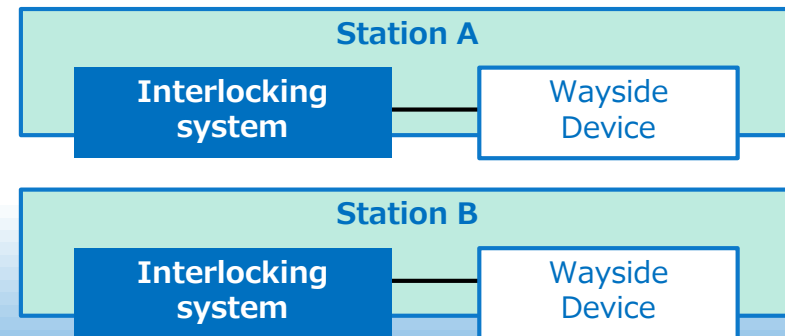 Station A
Interlocking
system
Wayside
Device
Station B
Interlocking
system
Wayside
Device